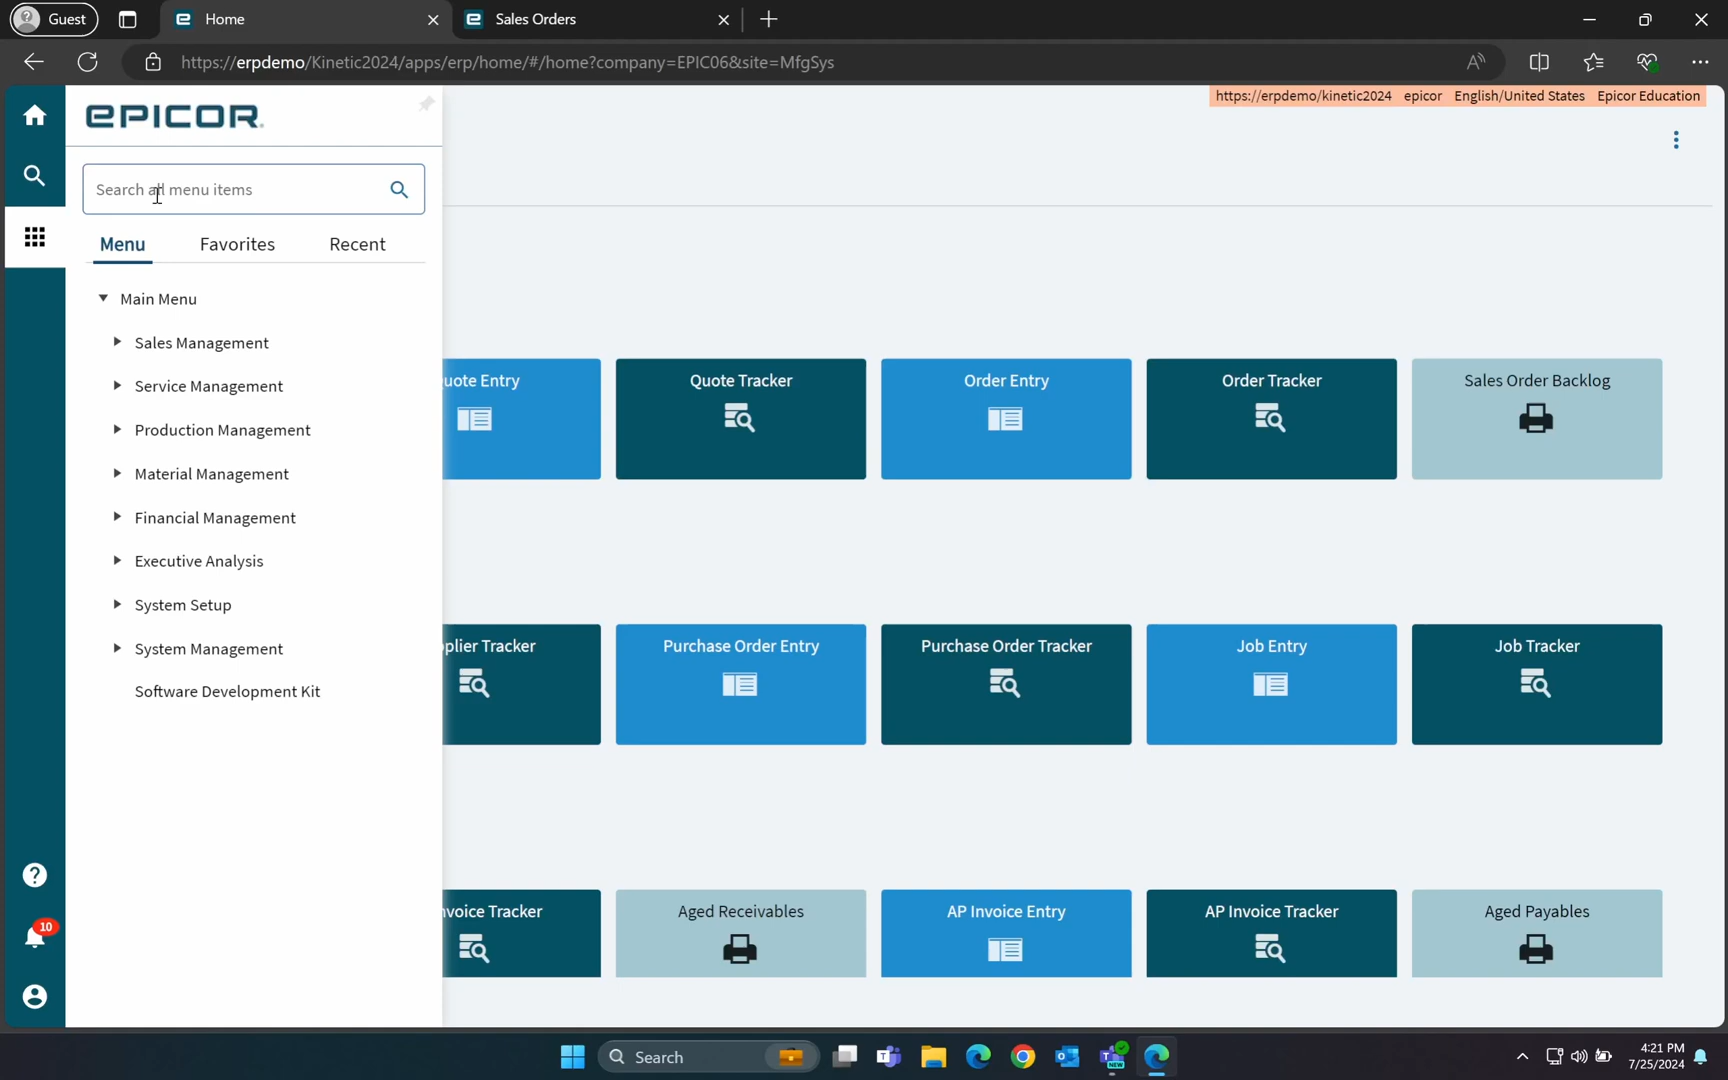 Guest
Home
Sales Orders
https://erpdemo/Kinetic2024/apps/erp/home/#/home?company=EPIC06&site=MfgSys
https://erpdemo/kinetic2024 epicor English/United States Epicor Education
EPICOR
Search all menu items
Menu Favorites Recent
Main Menu
Sales Management
Service Management
Production Management
Material Management
Financial Management
Executive Analysis
System Setup
System Management
Software Development Kit
uote Entry Quote Tracker Order Entry Order Tracker Sales Order Backlog
plier Tracker Purchase Order Entry Purchase Order Tracker Job Entry Job Tracker
nvoice Tracker Aged Receivables AP Invoice Entry AP Invoice Tracker Aged Payables
10
Search
NEW
4:21 PM
7/25/2024